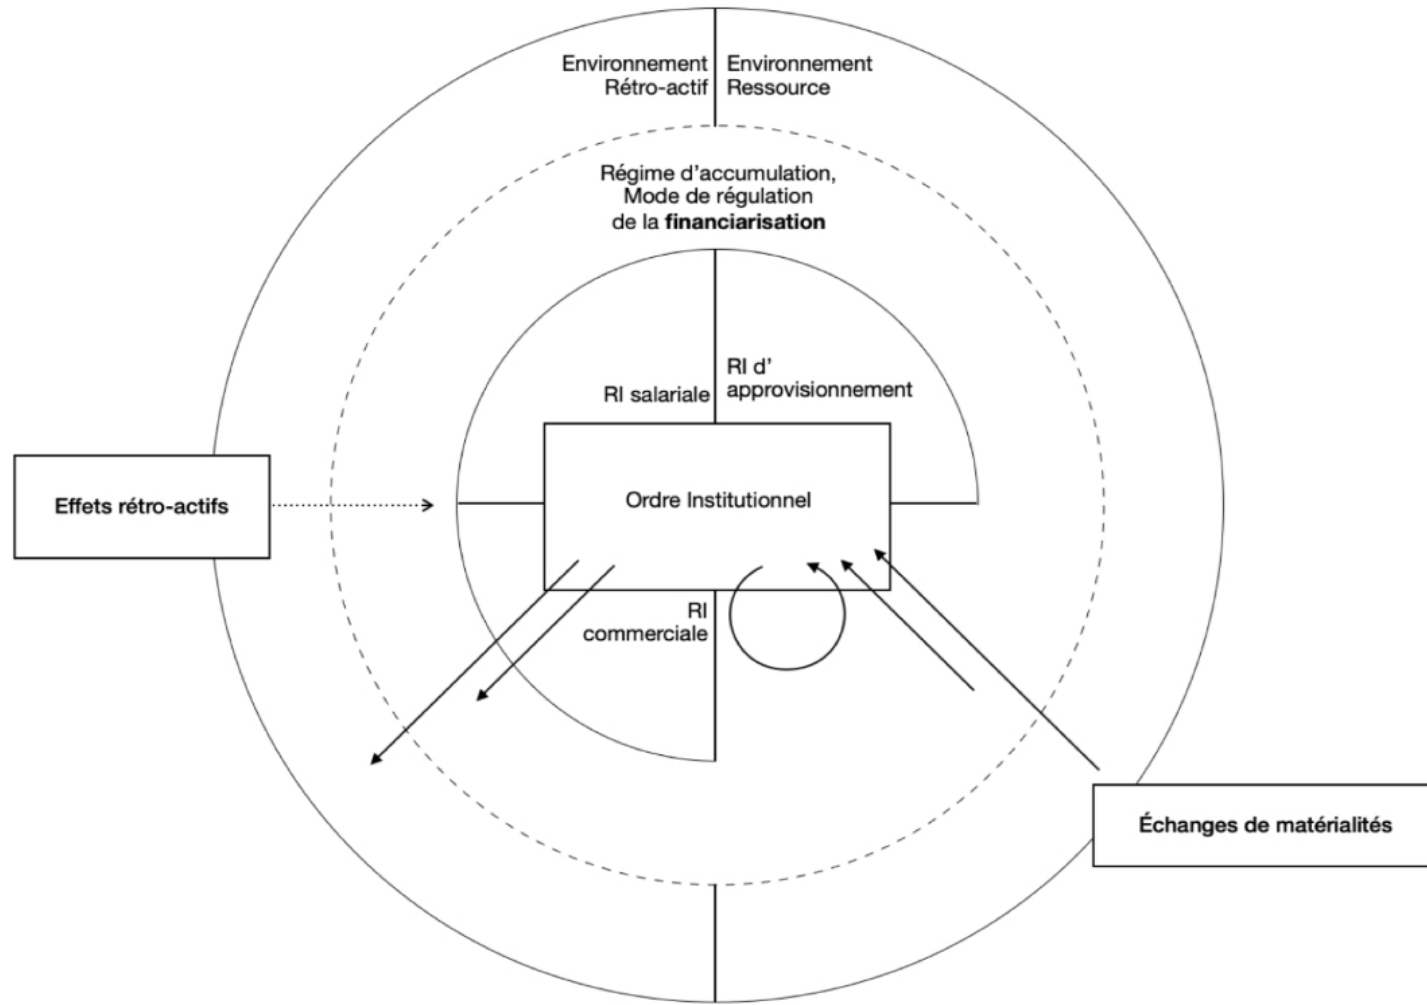 Environnement
Rétro-actif
Environnement
Ressource
Régime d’accumulation,
Mode de régulation
de la financiarisation
RI salariale
RI d’
approvisionnement
Effets rétro-actifs
Ordre Institutionnel
RI
commerciale
Échanges de matérialités